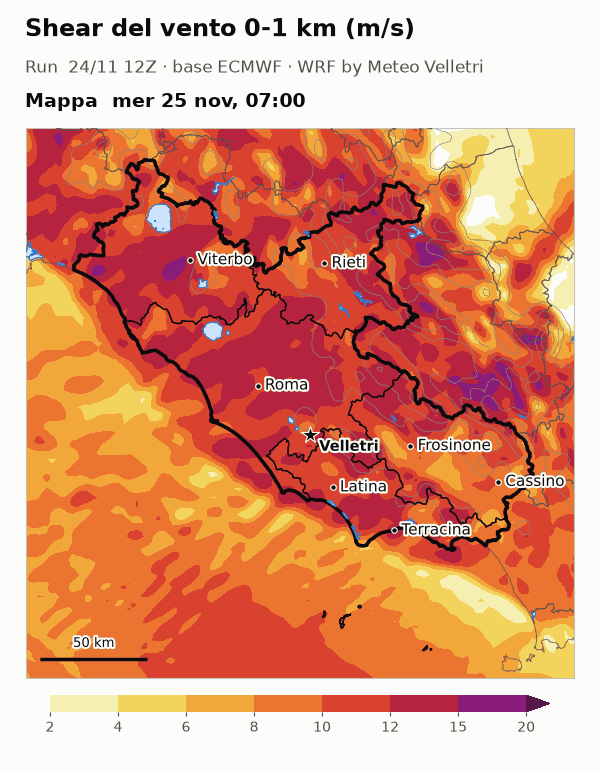 Shear del vento 0-1 km (m/s)
Run  24/11 12Z · base ECMWF · WRF by Meteo Velletri
Mappa  mer 25 nov, 07:00
Viterbo
Rieti
Roma
Velletri
Frosinone
Cassino
Latina
Terracina
50 km
2 4 6 8 10 12 15 20